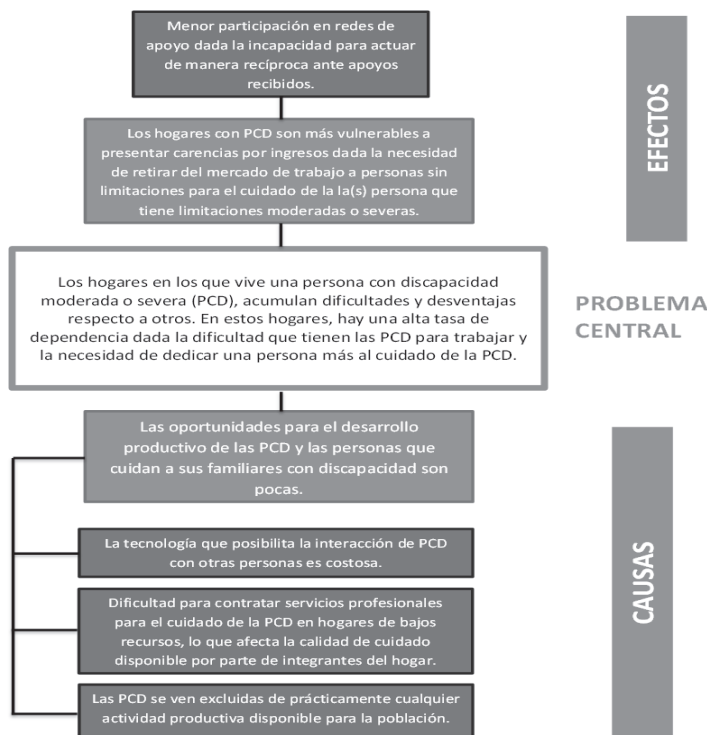 Menor participación en redes de
apoyo dada la incapacidad para actuar
de manera recíproca ante apoyos
recibidos.
Los hogares con PCD son más vulnerables a
presentar carencias por ingresos dada la necesidad
de retirar del mercado de trabajo a personas sin
limitaciones para el cuidado de la la(s) persona que
tiene limitaciones moderadas o severas.
EFECTOS
Los hogares en los que vive una persona con discapacidad
moderada o severa (PCD), acumulan dificultades y desventajas
respecto a otros. En estos hogares, hay una alta tasa de
dependencia dada la dificultad que tienen las PCD para trabajar y
la necesidad de dedicar una persona más al cuidado de la PCD.
PROBLEMA
CENTRAL
Las oportunidades para el desarrollo
productivo de las PCD y las personas que
cuidan a sus familiares con discapacidad son
pocas.
La tecnología que posibilita la interacción de PCD
con otras personas es costosa.
Dificultad para contratar servicios profesionales
para el cuidado de la PCD en hogares de bajos
recursos, lo que afecta la calidad de cuidado
disponible por parte de integrantes del hogar.
Las PCD se ven excluidas de prácticamente cualquier
actividad productiva disponible para la población.
CAUSAS